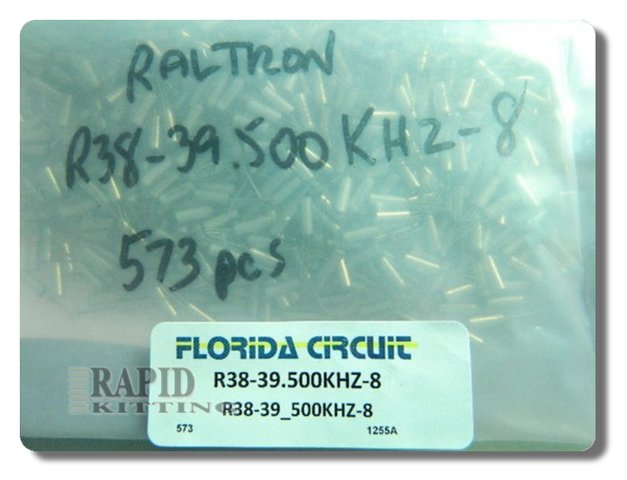 RALTRON
R38-39.500KHZ-8
573 pcs
FLORIDA CIRCUIT
R38-39.500KHZ-8
R38-39_500KHZ-8
573 1255A
RAPID
KITTING